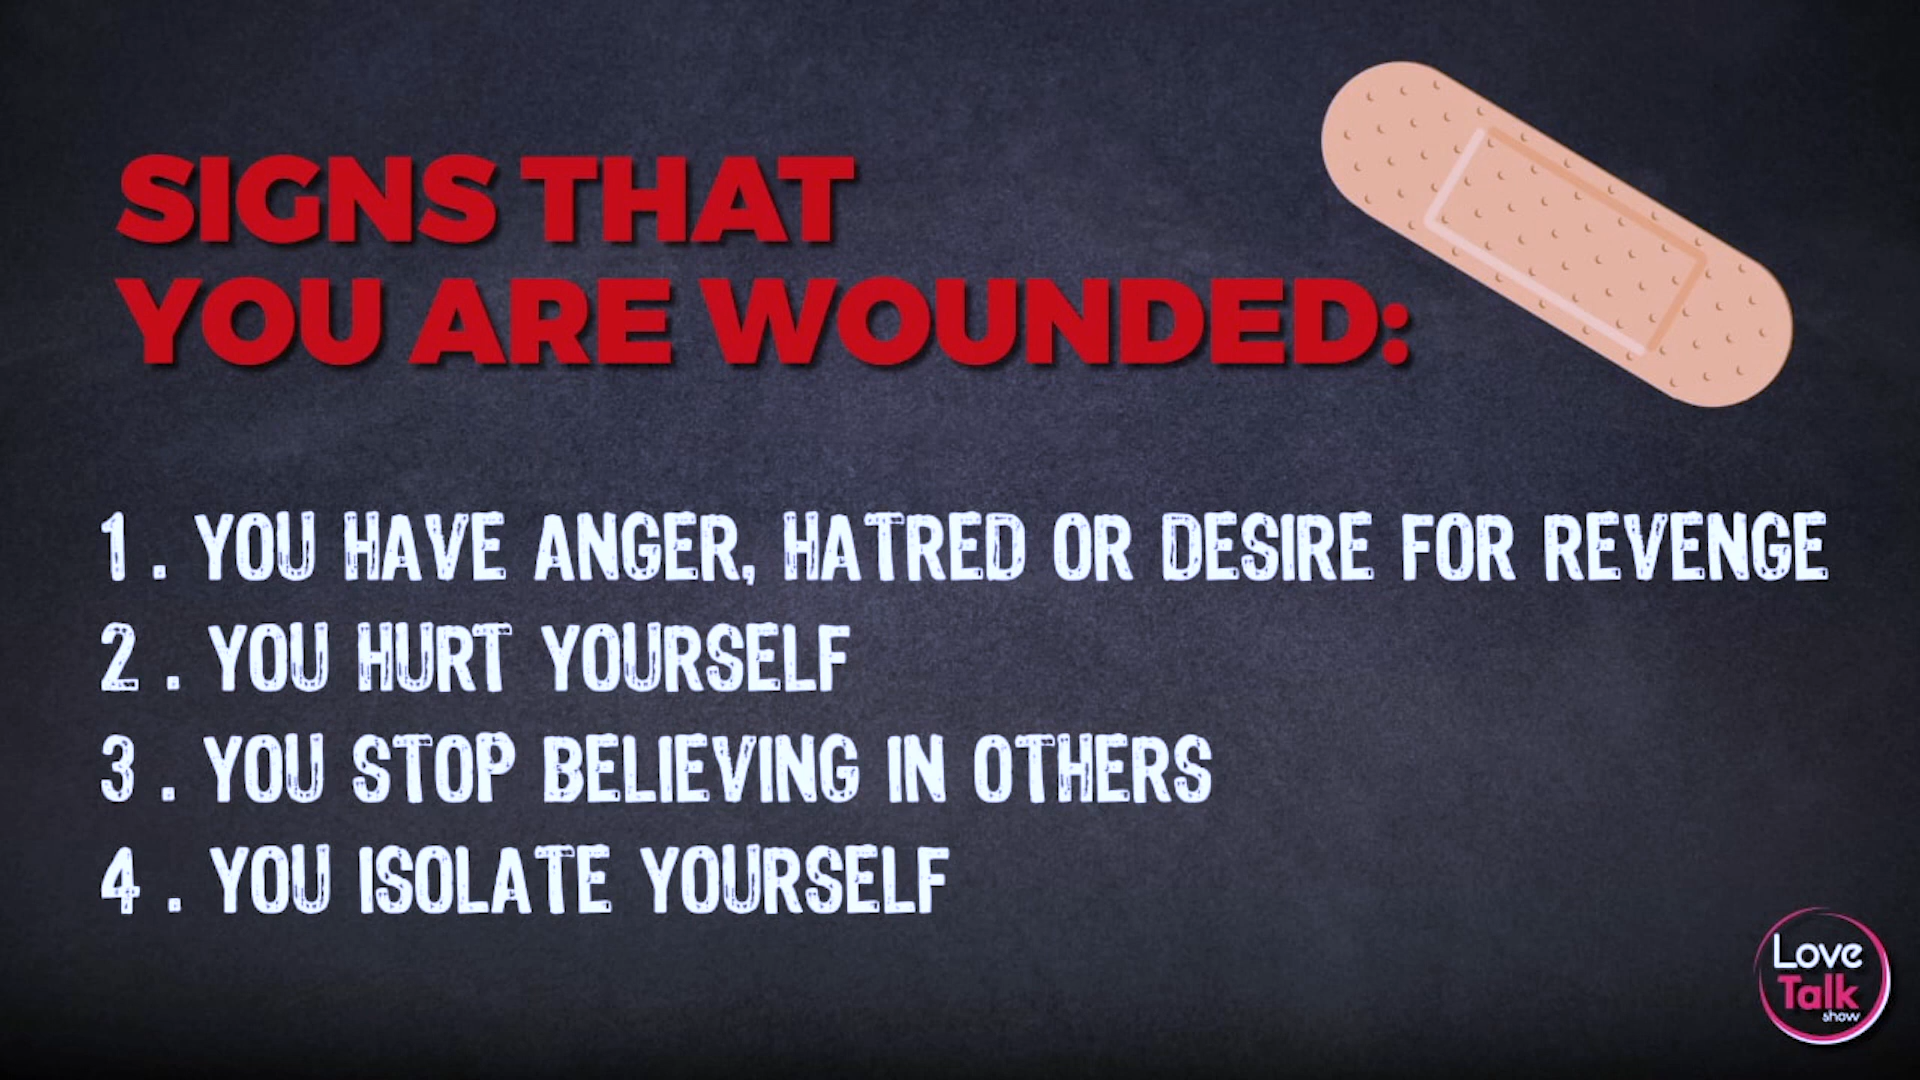 SIGNS THAT
YOU ARE WOUNDED:
1. YOU HAVE ANGER, HATRED OR DESIRE FOR REVENGE
2. YOU HURT YOURSELF
3. YOU STOP BELIEVING IN OTHERS
4. YOU ISOLATE YOURSELF
Love
Talk
show